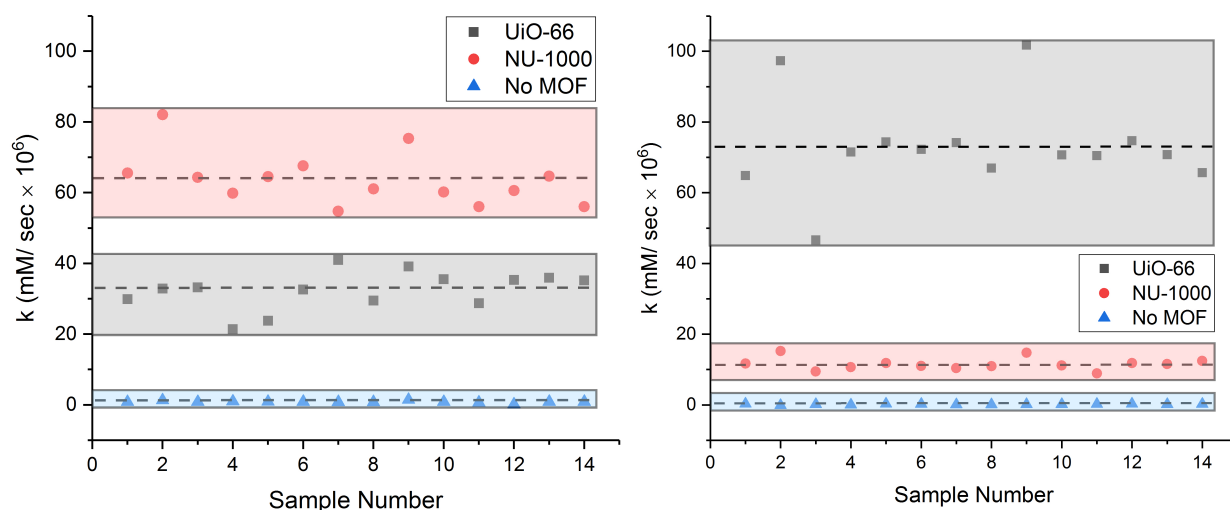 UiO-66
NU-1000
No MOF
100
80
60
40
20
0
k (mM/ sec × 10⁶)
0 2 4 6 8 10 12 14
Sample Number
100
80
60
40
20
0
k (mM/ sec × 10⁶)
UiO-66
NU-1000
No MOF
0 2 4 6 8 10 12 14
Sample Number